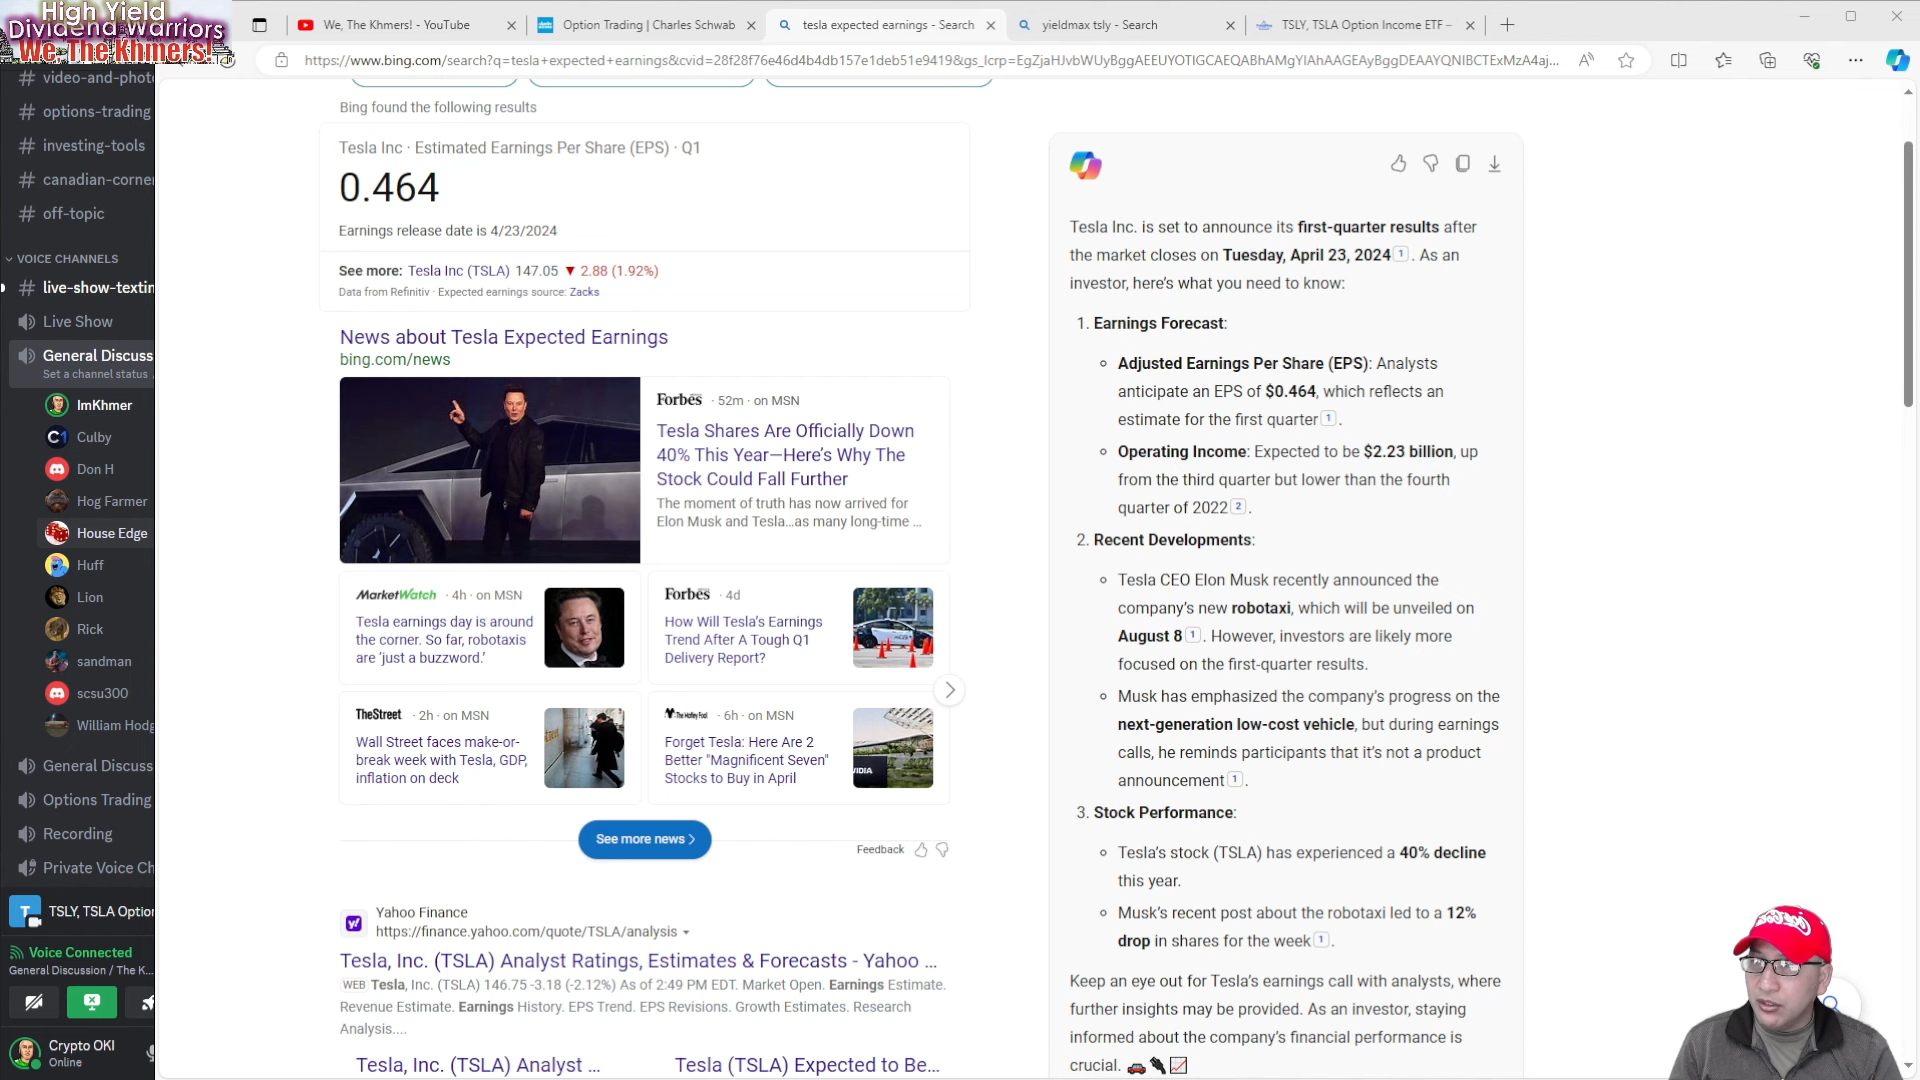 High Yield
Dividend Warriors
We The Khmers!
We, The Khmers! - YouTube
Option Trading | Charles Schwab
tesla expected earnings - Search
yieldmax tsly - Search
TSLY, TSLA Option Income ETF –
https://www.bing.com/search?q=tesla+expected+earnings&cvid=28f28f76e46d4b4db157e1deb51e9419&gs_lcrp=EgZjaHJvbWUyBggAEEUYOTIGCAEQABhAMgYIAhAAGEAyBggDEAAYQNIBCTExMzA4aj...
# video-and-photo
# options-trading
# investing-tools
# canadian-corner
# off-topic
VOICE CHANNELS
# live-show-textin
Live Show
General Discuss
Set a channel status
ImKhmer
Culby
Don H
Hog Farmer
House Edge
Huff
Lion
Rick
sandman
scsu300
William Hodg
General Discuss
Options Trading
Recording
Private Voice Ch
T TSLY, TSLA Optio
Voice Connected
General Discussion / The K...
Crypto OKI
Online
Bing found the following results
Tesla Inc · Estimated Earnings Per Share (EPS) · Q1
0.464
Earnings release date is 4/23/2024
See more: Tesla Inc (TSLA) 147.05 ▼ 2.88 (1.92%)
Data from Refinitiv · Expected earnings source: Zacks
News about Tesla Expected Earnings
bing.com/news
Forbes · 52m · on MSN
Tesla Shares Are Officially Down
40% This Year—Here's Why The
Stock Could Fall Further
The moment of truth has now arrived for
Elon Musk and Tesla...as many long-time ...
MarketWatch · 4h · on MSN
Tesla earnings day is around
the corner. So far, robotaxis
are 'just a buzzword.'
Forbes · 4d
How Will Tesla's Earnings
Trend After A Tough Q1
Delivery Report?
TheStreet · 2h · on MSN
Wall Street faces make-or-
break week with Tesla, GDP,
inflation on deck
The Motley Fool · 6h · on MSN
Forget Tesla: Here Are 2
Better "Magnificent Seven"
Stocks to Buy in April
VIDIA
See more news >
Feedback
Yahoo Finance
https://finance.yahoo.com/quote/TSLA/analysis
Tesla, Inc. (TSLA) Analyst Ratings, Estimates & Forecasts - Yahoo ...
WEB Tesla, Inc. (TSLA) 146.75 -3.18 (-2.12%) As of 2:49 PM EDT. Market Open. Earnings Estimate.
Revenue Estimate. Earnings History. EPS Trend. EPS Revisions. Growth Estimates. Research
Analysis....
Tesla, Inc. (TSLA) Analyst ...
Tesla (TSLA) Expected to Be...
Tesla Inc. is set to announce its first-quarter results after
the market closes on Tuesday, April 23, 2024 1 . As an
investor, here's what you need to know:
1. Earnings Forecast:
Adjusted Earnings Per Share (EPS): Analysts
anticipate an EPS of $0.464, which reflects an
estimate for the first quarter 1 .
Operating Income: Expected to be $2.23 billion, up
from the third quarter but lower than the fourth
quarter of 2022 2 .
2. Recent Developments:
Tesla CEO Elon Musk recently announced the
company's new robotaxi, which will be unveiled on
August 8 1 . However, investors are likely more
focused on the first-quarter results.
Musk has emphasized the company's progress on the
next-generation low-cost vehicle, but during earnings
calls, he reminds participants that it's not a product
announcement 1 .
3. Stock Performance:
Tesla's stock (TSLA) has experienced a 40% decline
this year.
Musk's recent post about the robotaxi led to a 12%
drop in shares for the week 1 .
Keep an eye out for Tesla's earnings call with analysts, where
further insights may be provided. As an investor, staying
informed about the company's financial performance is
crucial.